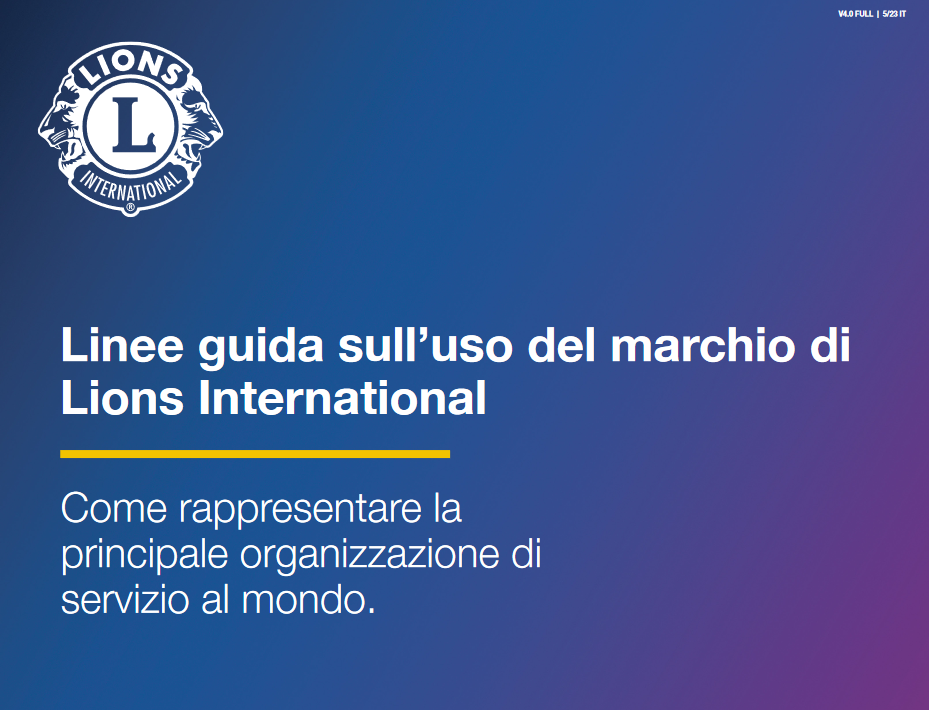 V4.0 FULL | 5/23 IT
LIONS
L
INTERNATIONAL
®
Linee guida sull’uso del marchio di
Lions International
Come rappresentare la
principale organizzazione di
servizio al mondo.